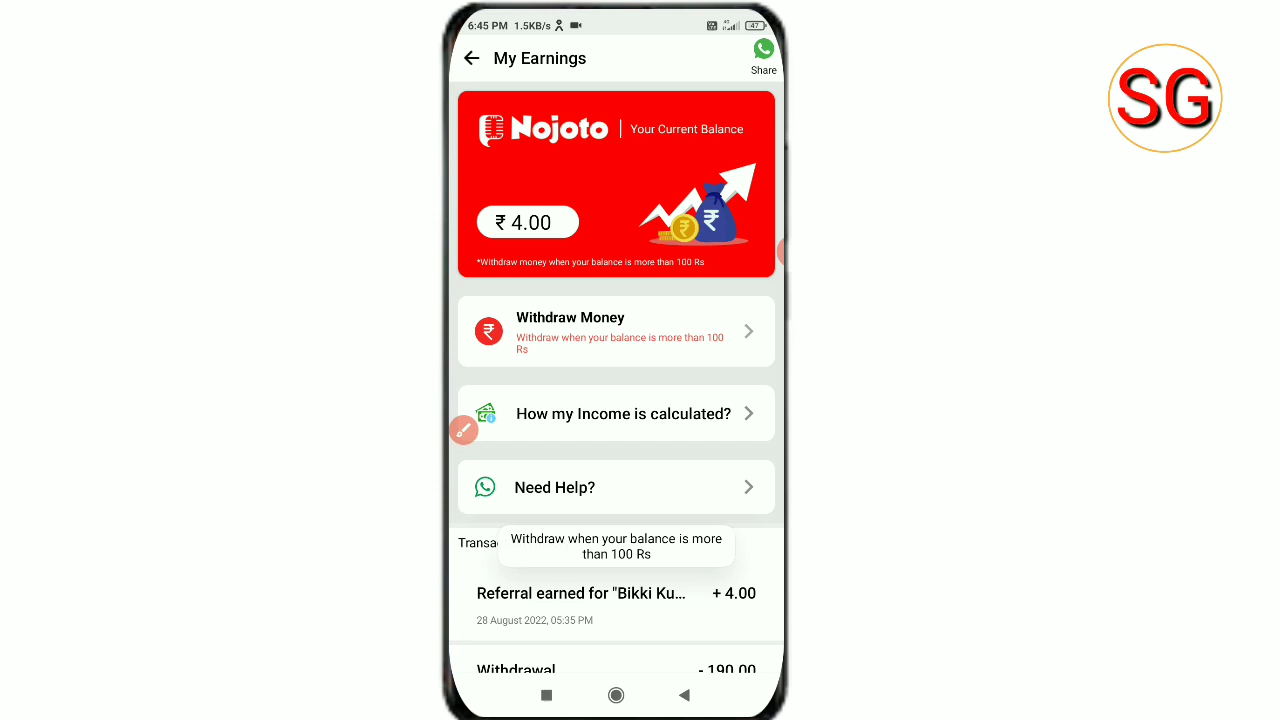 6:45 PM 1.5KB/s 4G 47
My Earnings
Share
SG
Nojoto Your Current Balance
₹ 4.00
*Withdraw money when your balance is more than 100 Rs
Withdraw Money
Withdraw when your balance is more than 100
Rs
How my Income is calculated?
Need Help?
Withdraw when your balance is more
than 100 Rs
Referral earned for "Bikki Ku... + 4.00
28 August 2022, 05:35 PM
Withdrawal - 190.00